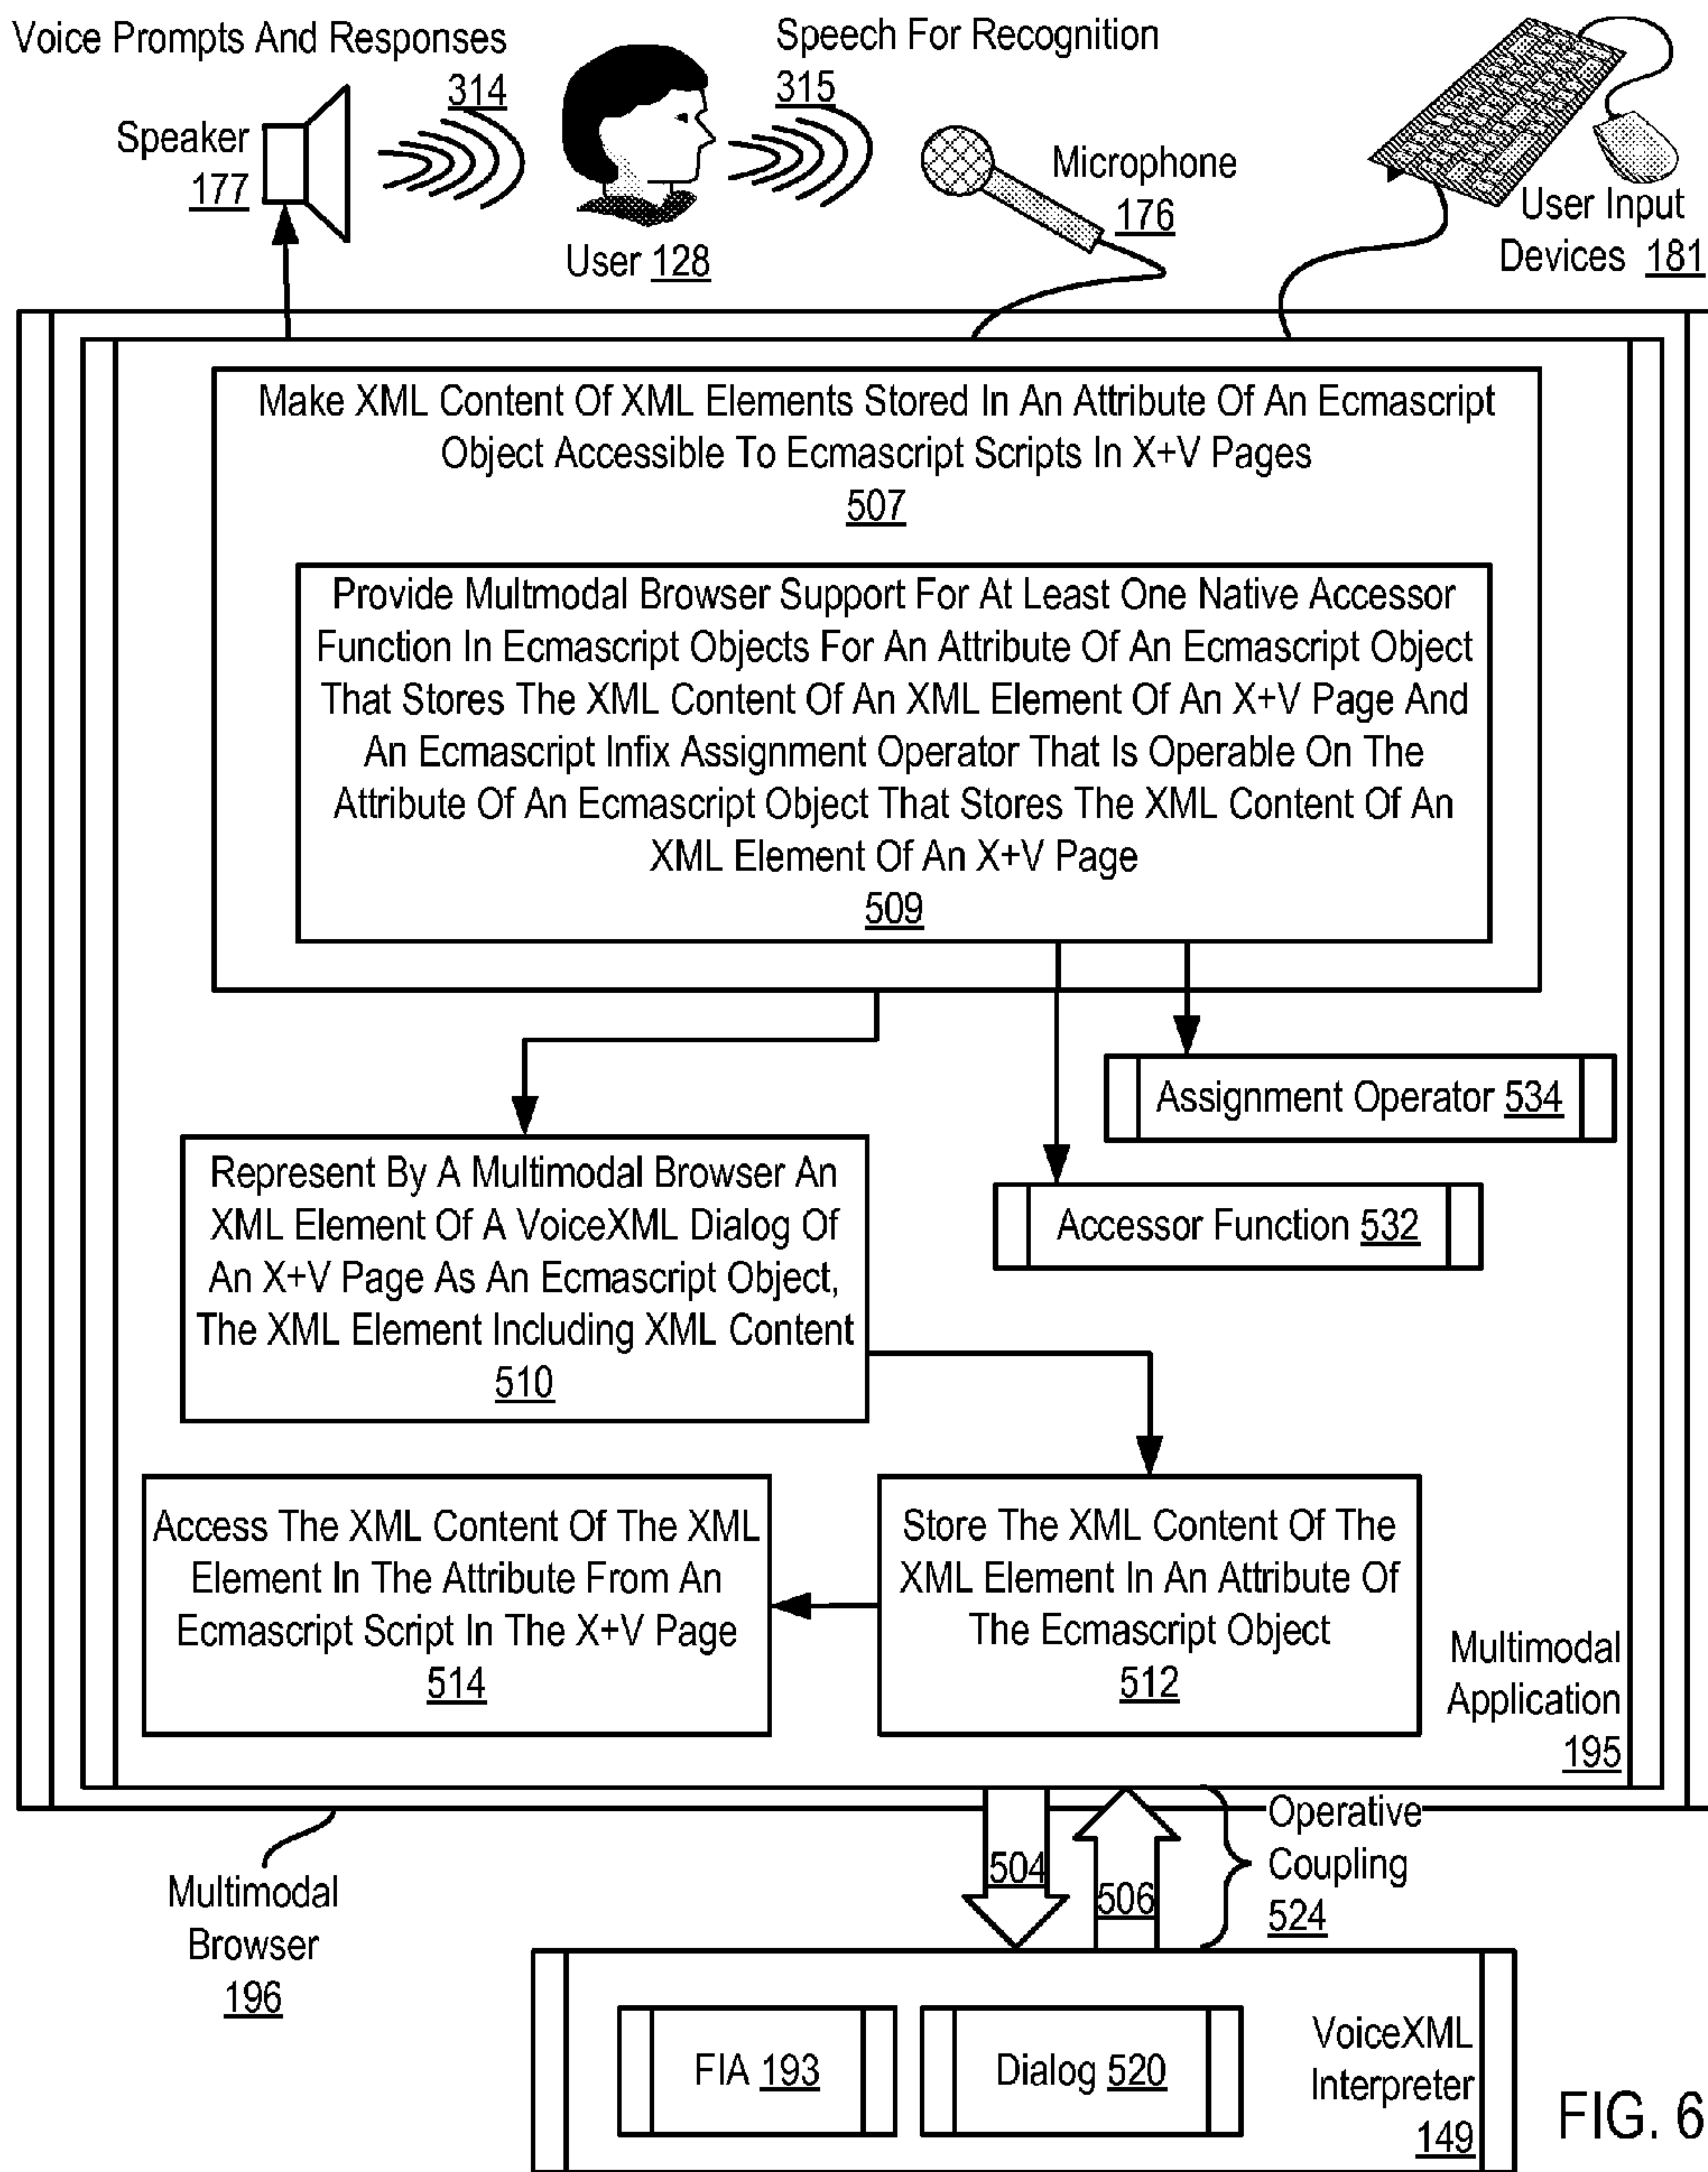 Voice Prompts And Responses
314
Speech For Recognition
315
Speaker
177
Microphone
176
User Input
Devices 181
User 128
Make XML Content Of XML Elements Stored In An Attribute Of An Ecmascript
Object Accessible To Ecmascript Scripts In X+V Pages
507
Provide Multmodal Browser Support For At Least One Native Accessor
Function In Ecmascript Objects For An Attribute Of An Ecmascript Object
That Stores The XML Content Of An XML Element Of An X+V Page And
An Ecmascript Infix Assignment Operator That Is Operable On The
Attribute Of An Ecmascript Object That Stores The XML Content Of An
XML Element Of An X+V Page
509
Assignment Operator 534
Accessor Function 532
Represent By A Multimodal Browser An
XML Element Of A VoiceXML Dialog Of
An X+V Page As An Ecmascript Object,
The XML Element Including XML Content
510
Access The XML Content Of The XML
Element In The Attribute From An
Ecmascript Script In The X+V Page
514
Store The XML Content Of The
XML Element In An Attribute Of
The Ecmascript Object
512
Multimodal
Application
195
Multimodal
Browser
196
504
506
Operative
Coupling
524
FIA 193
Dialog 520
VoiceXML
Interpreter
149
FIG. 6